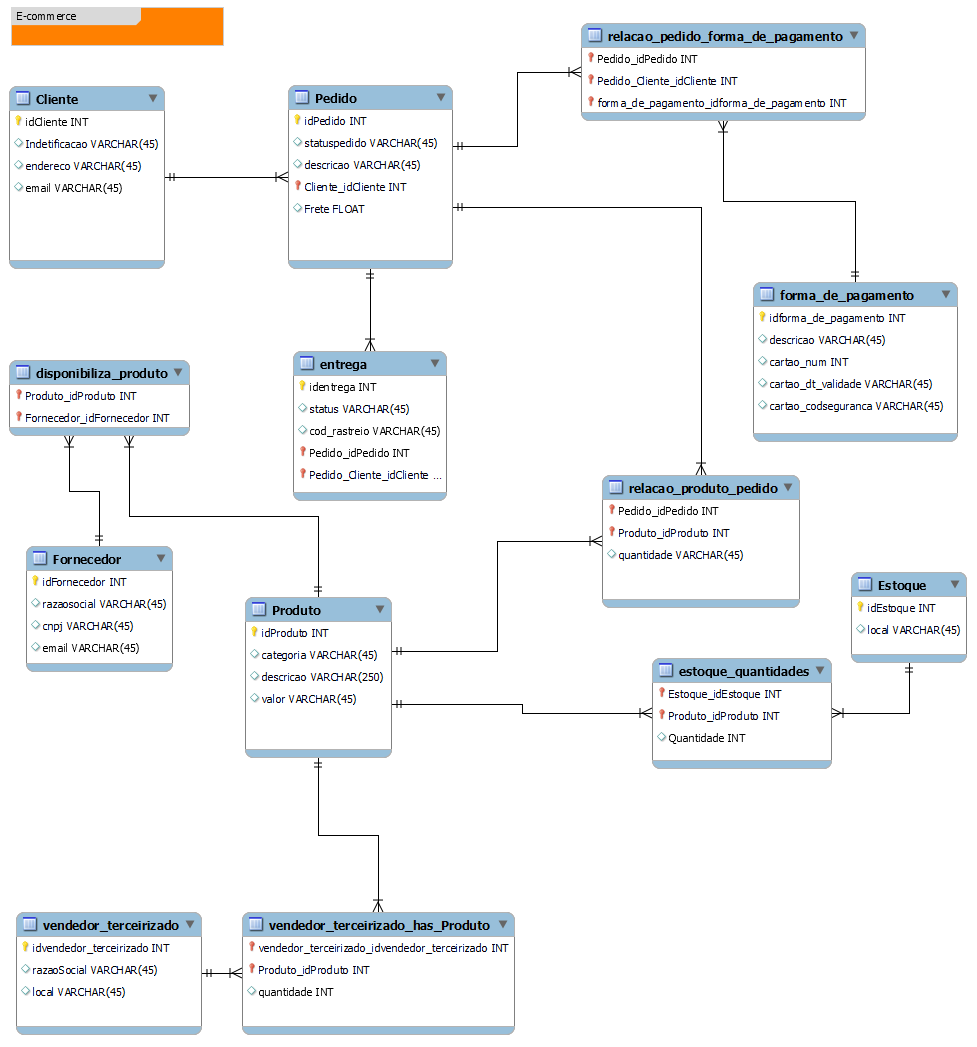 E-commerce
relacao_pedido_forma_de_pagamento
Pedido_idPedido INT
Pedido_Cliente_idCliente INT
forma_de_pagamento_idforma_de_pagamento INT
Cliente
idCliente INT
Indetificacao VARCHAR(45)
endereco VARCHAR(45)
email VARCHAR(45)
Pedido
idPedido INT
statuspedido VARCHAR(45)
descricao VARCHAR(45)
Cliente_idCliente INT
Frete FLOAT
forma_de_pagamento
idforma_de_pagamento INT
descricao VARCHAR(45)
cartao_num INT
cartao_dt_validade VARCHAR(45)
cartao_codseguranca VARCHAR(45)
disponibiliza_produto
Produto_idProduto INT
Fornecedor_idFornecedor INT
entrega
identrega INT
status VARCHAR(45)
cod_rastreio VARCHAR(45)
Pedido_idPedido INT
Pedido_Cliente_idCliente ...
relacao_produto_pedido
Pedido_idPedido INT
Produto_idProduto INT
quantidade VARCHAR(45)
Fornecedor
idFornecedor INT
razaosocial VARCHAR(45)
cnpj VARCHAR(45)
email VARCHAR(45)
Produto
idProduto INT
categoria VARCHAR(45)
descricao VARCHAR(250)
valor VARCHAR(45)
Estoque
idEstoque INT
local VARCHAR(45)
estoque_quantidades
Estoque_idEstoque INT
Produto_idProduto INT
Quantidade INT
vendedor_terceirizado
idvendedor_terceirizado INT
razaoSocial VARCHAR(45)
local VARCHAR(45)
vendedor_terceirizado_has_Produto
vendedor_terceirizado_idvendedor_terceirizado INT
Produto_idProduto INT
quantidade INT